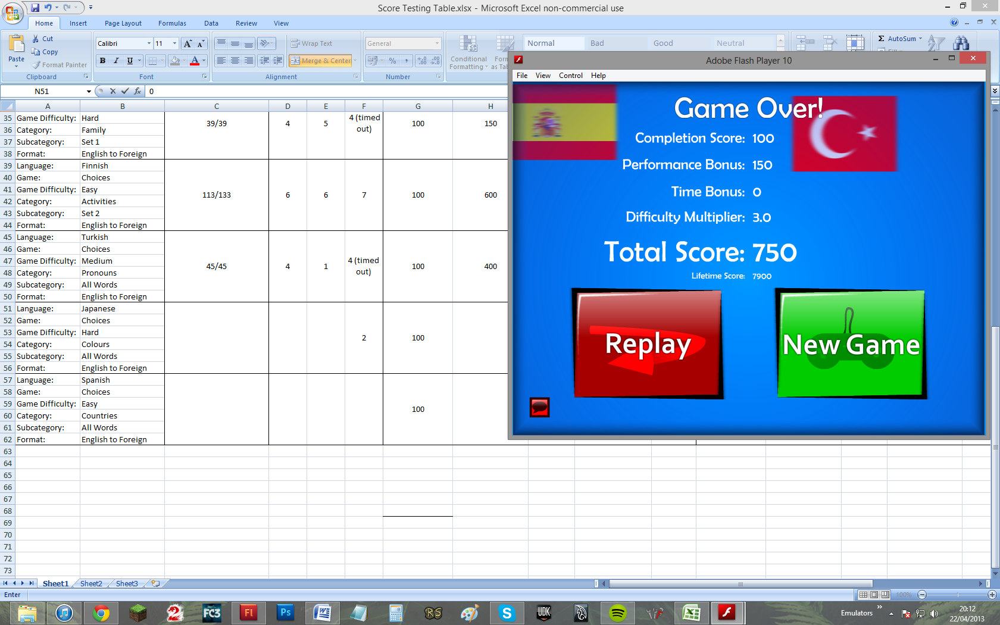 Score Testing Table.xlsx - Microsoft Excel non-commercial use
Home Insert Page Layout Formulas Data Review View
Paste
Cut
Copy
Format Painter
Clipboard
Calibri 11
B I U
Font
Wrap Text
Merge & Center
Alignment
General
%
Number
Conditional
Formatting
as
Normal Bad Good Neutral
Σ AutoSum
N51 fx 0
A B C D E F G H
35 Game Difficulty: Hard
36 Category: Family
37 Subcategory: Set 1
38 Format: English to Foreign
39/39 4 5 4 (timed out) 100 150
39 Language: Finnish
40 Game: Choices
41 Game Difficulty: Easy
42 Category: Activities
43 Subcategory: Set 2
44 Format: English to Foreign
113/133 6 6 7 100 600
45 Language: Turkish
46 Game: Choices
47 Game Difficulty: Medium
48 Category: Pronouns
49 Subcategory: All Words
50 Format: English to Foreign
45/45 4 1 4 (timed out) 100 400
51 Language: Japanese
52 Game: Choices
53 Game Difficulty: Hard
54 Category: Colours
55 Subcategory: All Words
56 Format: English to Foreign
2 100
57 Language: Spanish
58 Game: Choices
59 Game Difficulty: Easy
60 Category: Countries
61 Subcategory: All Words
62 Format: English to Foreign
100
63
64
65
66
67
68
69
70
71
72
73
Adobe Flash Player 10
File View Control Help
Game Over!
Completion Score: 100
Performance Bonus: 150
Time Bonus: 0
Difficulty Multiplier: 3.0
Total Score: 750
Lifetime Score: 7900
Replay
New Game
Sheet1 Sheet2 Sheet3
Enter
100%
2 FC3 Fl Ps W RS S UDK
Emulators
20:12
22/04/2013